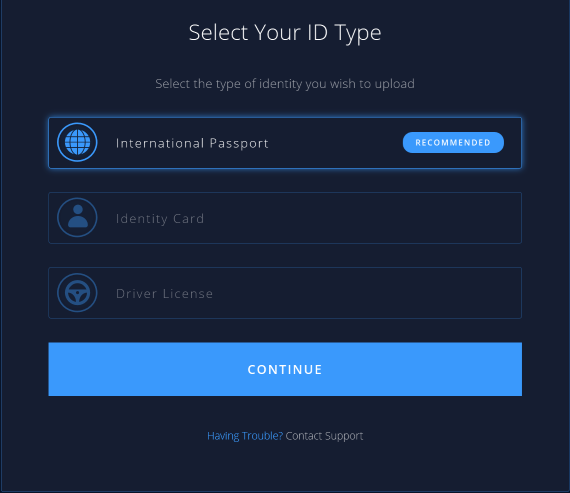 Select Your ID Type
Select the type of identity you wish to upload
International Passport RECOMMENDED
Identity Card
Driver License
CONTINUE
Having Trouble? Contact Support